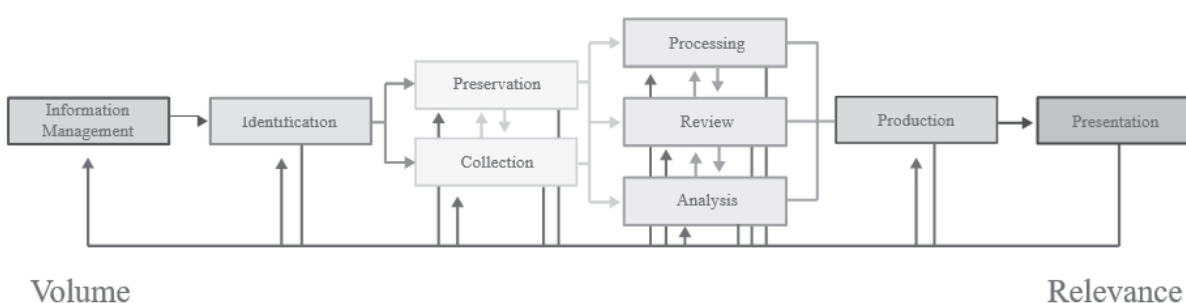 Information
Management
Identification
Preservation
Collection
Processing
Review
Analysis
Production
Presentation
Volume
Relevance